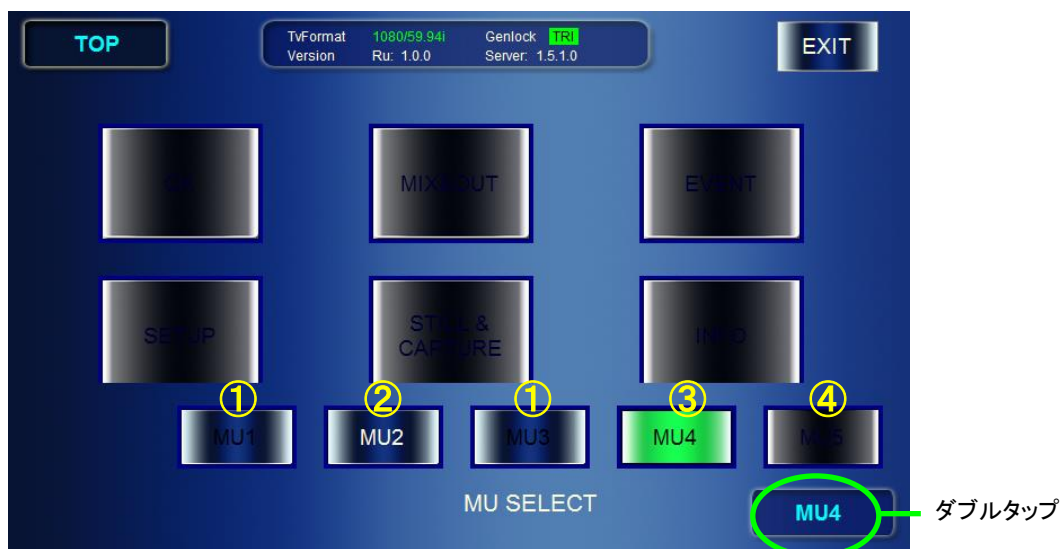 TOP
TvFormat 1080/59.94i Genlock TRI
Version Ru: 1.0.0 Server: 1.5.1.0
EXIT
MIX/OUT
EVENT
SETUP
STILL &
CAPTURE
INFO
① ② ① ③ ④
MU1 MU2 MU3 MU4 MU5
MU SELECT
MU4
ダブルタップ